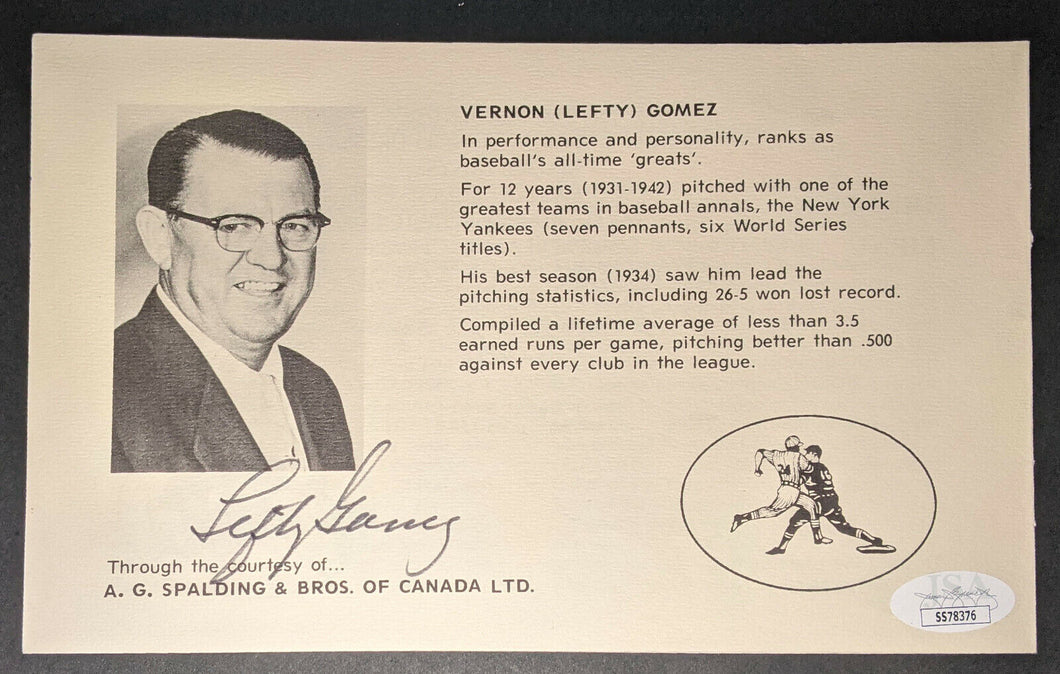 VERNON (LEFTY) GOMEZ
In performance and personality, ranks as
baseball's all-time 'greats'.
For 12 years (1931-1942) pitched with one of the
greatest teams in baseball annals, the New York
Yankees (seven pennants, six World Series
titles).
His best season (1934) saw him lead the
pitching statistics, including 26-5 won lost record.
Compiled a lifetime average of less than 3.5
earned runs per game, pitching better than .500
against every club in the league.
Lefty Gomez
Through the courtesy of...
A. G. SPALDING & BROS. OF CANADA LTD.
JSA
SS78376